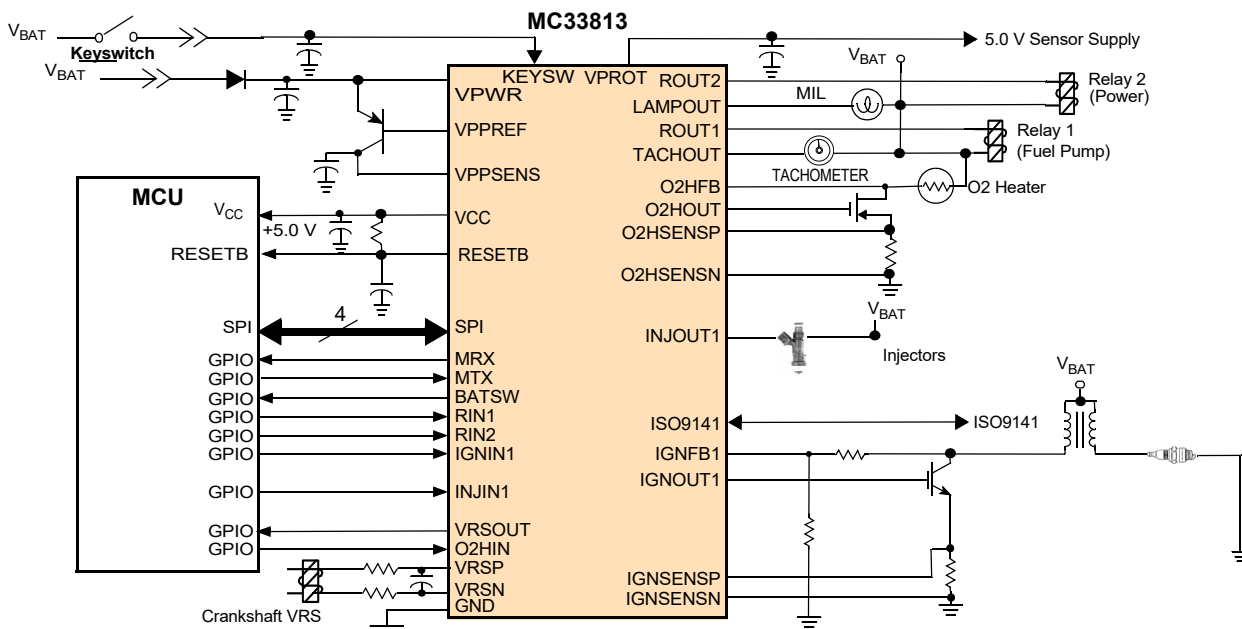 MC33813
VBAT
Keyswitch
5.0 V Sensor Supply
VBAT
VBAT
KEYSW
VPROT
VPWR
ROUT2
Relay 2
(Power)
MIL
LAMPOUT
VPPREF
ROUT1
Relay 1
(Fuel Pump)
TACHOUT
TACHOMETER
VPPSENS
O2HFB
O2 Heater
MCU
O2HOUT
VCC
+5.0 V
VCC
O2HSENSP
RESETB
RESETB
O2HSENSN
VBAT
SPI
4
SPI
INJOUT1
Injectors
GPIO
MRX
GPIO
MTX
VBAT
GPIO
BATSW
GPIO
RIN1
ISO9141
ISO9141
GPIO
RIN2
GPIO
IGNIN1
IGNFB1
IGNOUT1
GPIO
INJIN1
GPIO
VRSOUT
GPIO
O2HIN
VRSP
IGNSENSP
VRSN
IGNSENSN
GND
Crankshaft VRS